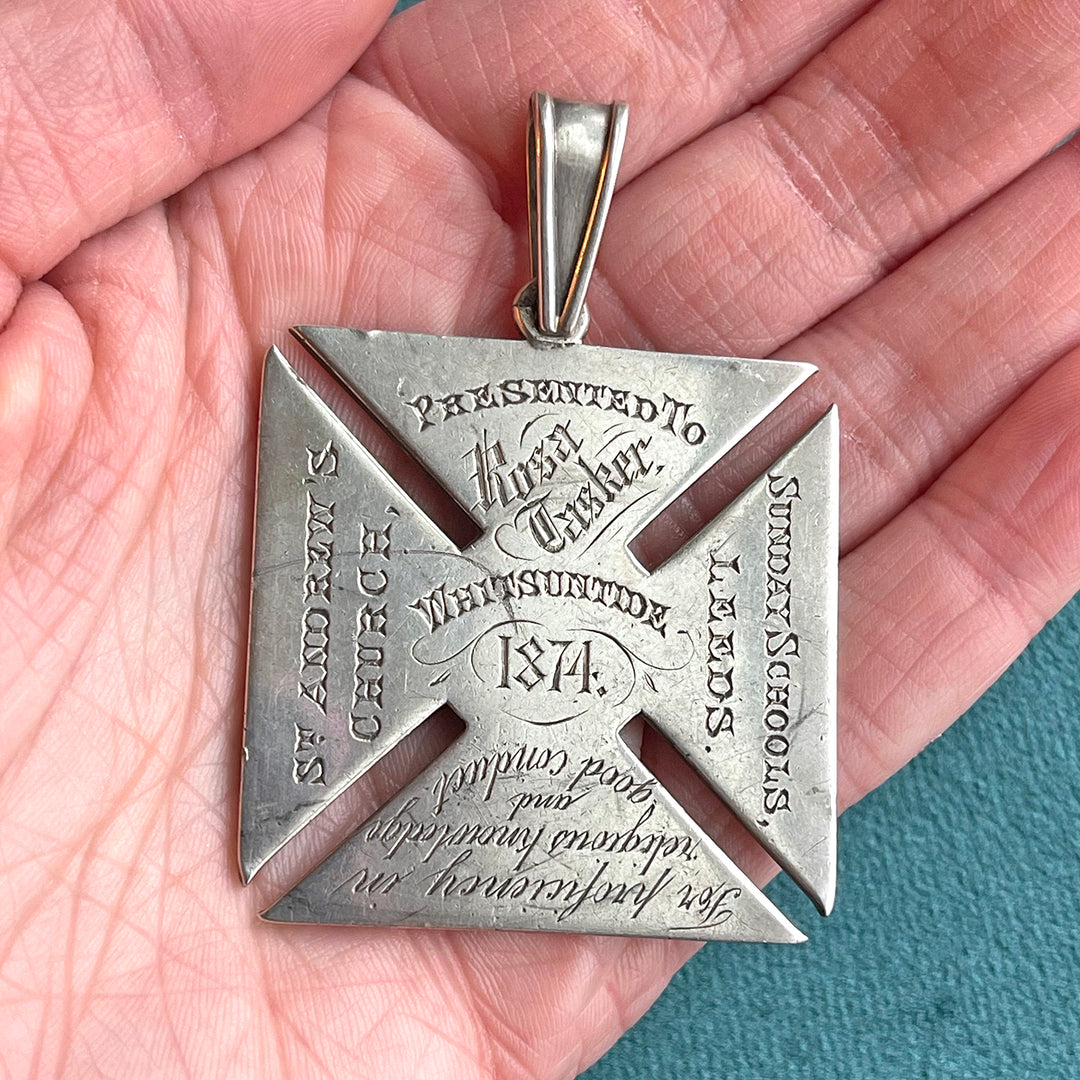 PRESENTED TO
Rosa
Tasker.
ST. ANDREW'S
CHURCH,
SUNDAY SCHOOLS,
LEEDS.
WHITSUNTIDE
1874.
For proficiency in
religious knowledge
and
good conduct